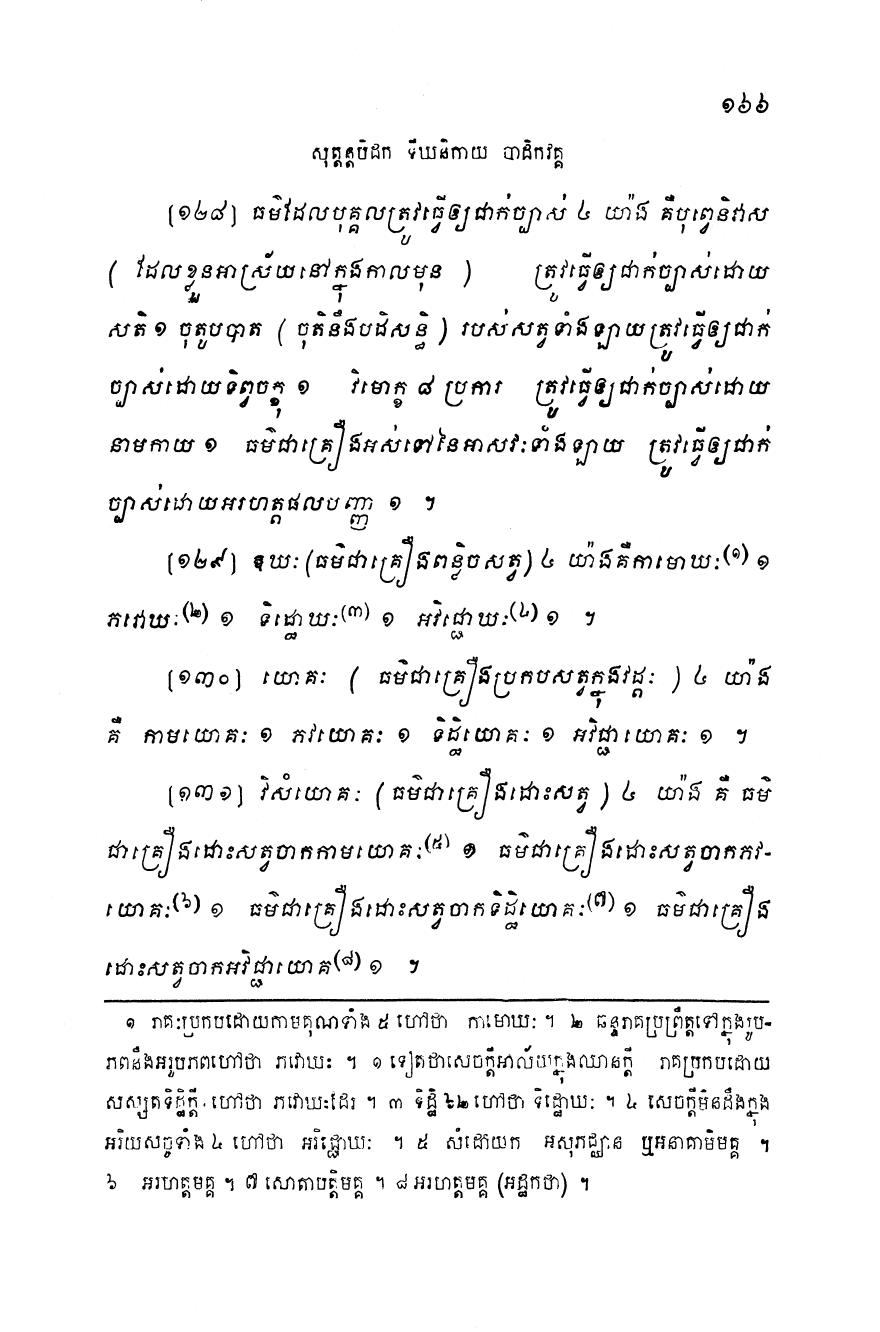 ១៦៦
សុត្តន្តបិដក ទីឃនិកាយ បាដិកវគ្គ
[១២៨] ធម៌ដែលបុគ្គលត្រូវធ្វើឲ្យជាក់ច្បាស់ ៤ យ៉ាង គឺបុព្វេនិវាស
( ដែលខ្លួនអាស្រ័យនៅក្នុងកាលមុន ) ត្រូវធ្វើឲ្យជាក់ច្បាស់ដោយ
សតិ ១ ចុតូបបាត ( ចុតិនឹងបដិសន្ធិ ) របស់សត្វទាំងឡាយត្រូវធ្វើឲ្យជាក់
ច្បាស់ដោយទិព្វចក្ខុ ១ វិមោក្ខ ៨ ប្រការ ត្រូវធ្វើឲ្យជាក់ច្បាស់ដោយ
នាមកាយ ១ ធម៌ជាគ្រឿងអស់ទៅនៃអាសវៈទាំងឡាយ ត្រូវធ្វើឲ្យជាក់
ច្បាស់ដោយអរហត្តផលបញ្ញា ១ ។
[១២៩] ឱឃៈ (ធម៌ជាគ្រឿងពន្លិចសត្វ) ៤ យ៉ាងគឺកាមោឃៈ(១) ១
ភវោឃៈ(២) ១ ទិដ្ឋោឃៈ(៣) ១ អវិជ្ជោឃៈ(៤) ១ ។
[១៣០] យោគៈ ( ធម៌ជាគ្រឿងប្រកបសត្វក្នុងវដ្តៈ ) ៤ យ៉ាង
គឺ កាមយោគៈ ១ ភវយោគៈ ១ ទិដ្ឋិយោគៈ ១ អវិជ្ជាយោគៈ ១ ។
[១៣១] វិសំយោគៈ ( ធម៌ជាគ្រឿងដោះសត្វ ) ៤ យ៉ាង គឺ ធម៌
ជាគ្រឿងដោះសត្វចាកកាមយោគៈ(៥) ១ ធម៌ជាគ្រឿងដោះសត្វចាកភវ-
យោគៈ(៦) ១ ធម៌ជាគ្រឿងដោះសត្វចាកទិដ្ឋិយោគៈ(៧) ១ ធម៌ជាគ្រឿង
ដោះសត្វចាកអវិជ្ជាយោគ(៨) ១ ។
១ រាគៈប្រកបដោយកាមគុណទាំង ៥ ហៅថា កាមោឃៈ ។ ២ ឆន្ទរាគប្រព្រឹត្តទៅក្នុងរូប-
ភពនឹងអរូបភពហៅថា ភវោឃៈ ។ ១ ទៀតថាសេចក្តីអាល័យក្នុងឈានក្តី រាគប្រកបដោយ
សស្សតទិដ្ឋិក្តី ហៅថា ភវោឃៈដែរ ។ ៣ ទិដ្ឋិ ៦២ ហៅថា ទិដ្ឋោឃៈ ។ ៤ សេចក្តីមិនដឹងក្នុង
អរិយសច្ចទាំង ៤ ហៅថា អវិជ្ជោឃៈ ។ ៥ សំដៅយក អសុភជ្ឈាន ឬអនាគាមិមគ្គ ។
៦ អរហត្តមគ្គ ។ ៧ សោតាបត្តិមគ្គ ។ ៨ អរហត្តមគ្គ (អដ្ឋកថា) ។